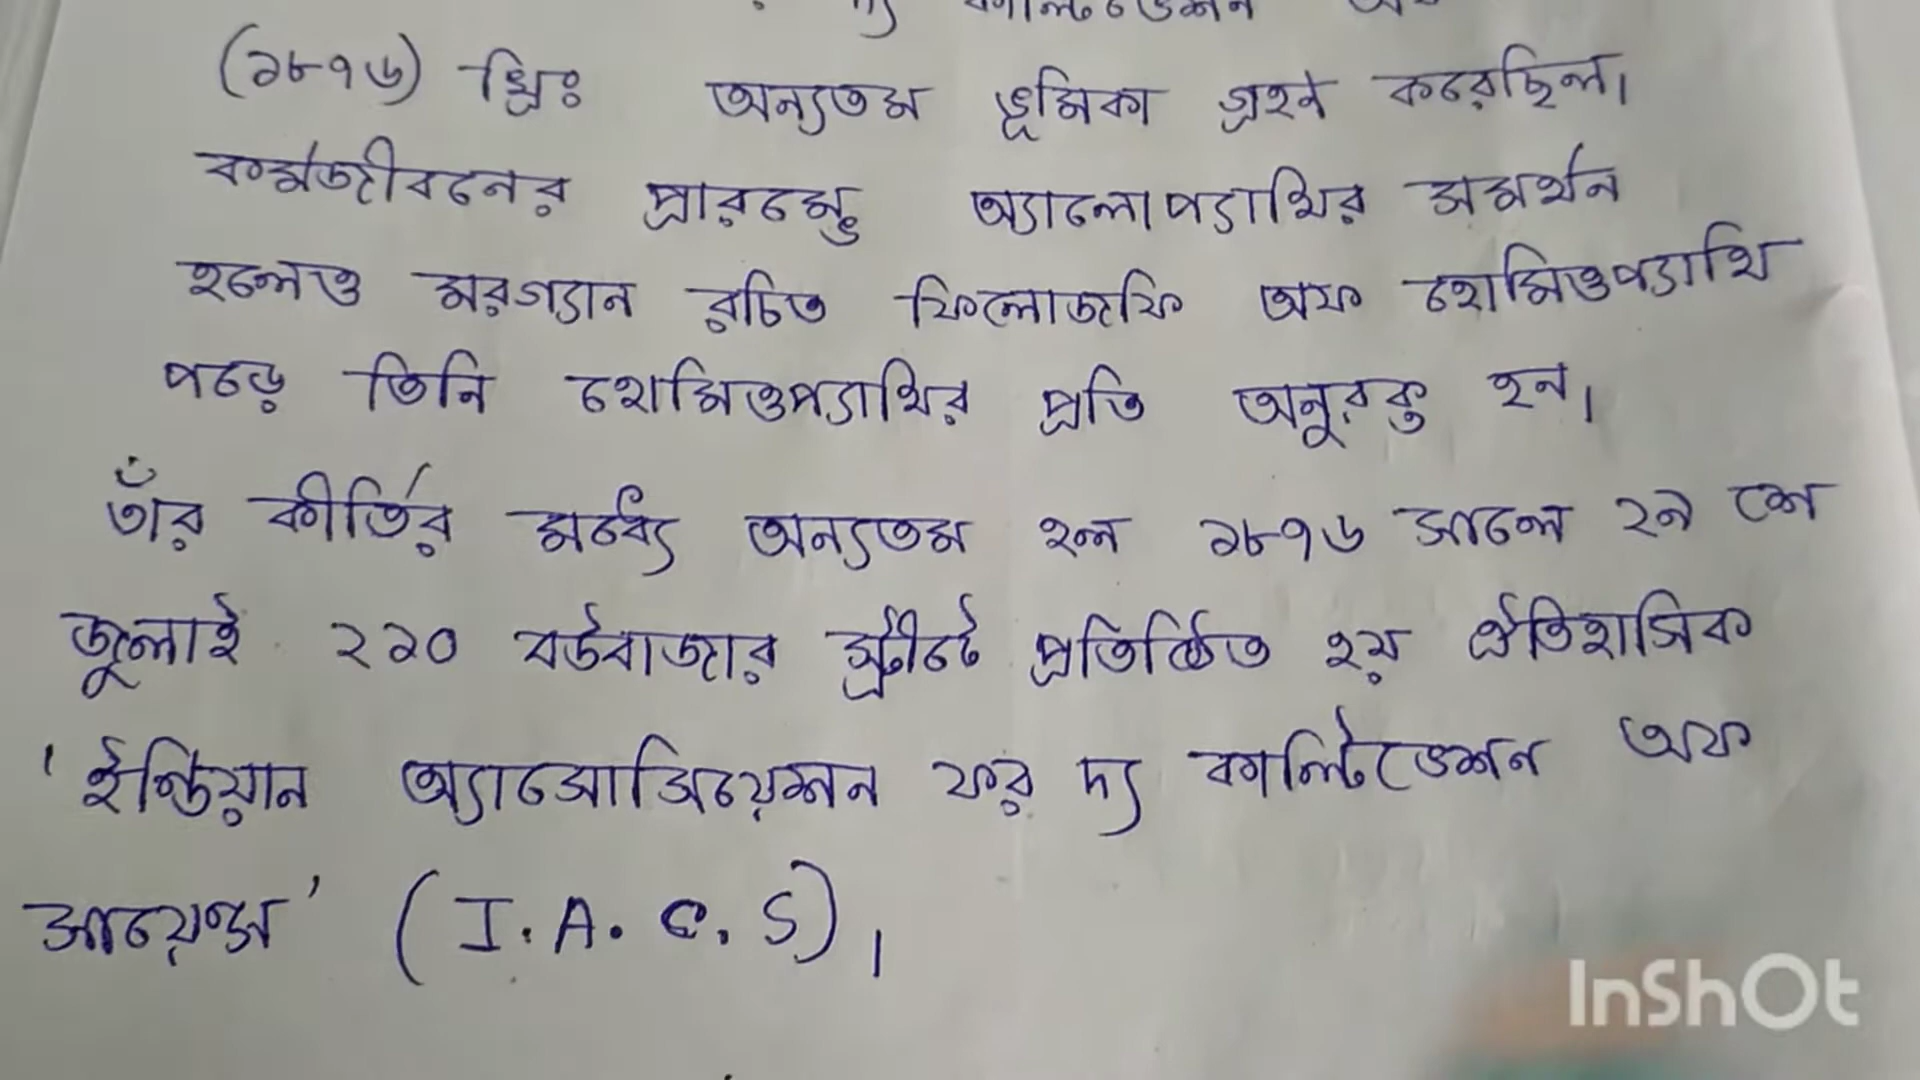 দ্য কাল্টিভেশন অফ
(১৮৭৬) খ্রিঃ অন্যতম ভূমিকা গ্রহণ করেছিল।
কর্মজীবনের প্রারম্ভে অ্যালোপ্যাথির সমর্থন
হলেও মরগ্যান রচিত ফিলোজফি অফ হোমিওপ্যাথি
পড়ে তিনি হোমিওপ্যাথির প্রতি অনুরক্ত হন।
তাঁর কীর্তির মধ্যে অন্যতম হল ১৮৭৬ সালে ২৯ শে
জুলাই ২১০ বউবাজার স্ট্রীটে প্রতিষ্ঠিত হয় ঐতিহাসিক
'ইন্ডিয়ান অ্যাসোসিয়েশন ফর দ্য কাল্টিভেশন অফ
সায়েন্স' (I.A.C.S)।
InShOt